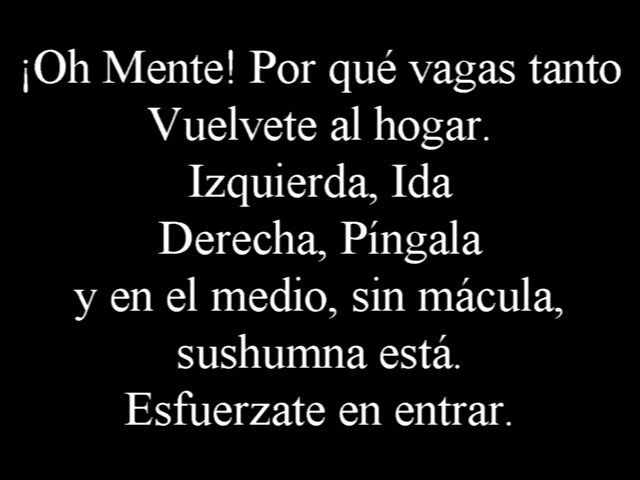 ¡Oh Mente! Por qué vagas tanto
Vuelvete al hogar.
Izquierda, Ida
Derecha, Píngala
y en el medio, sin mácula,
sushumna está.
Esfuerzate en entrar.